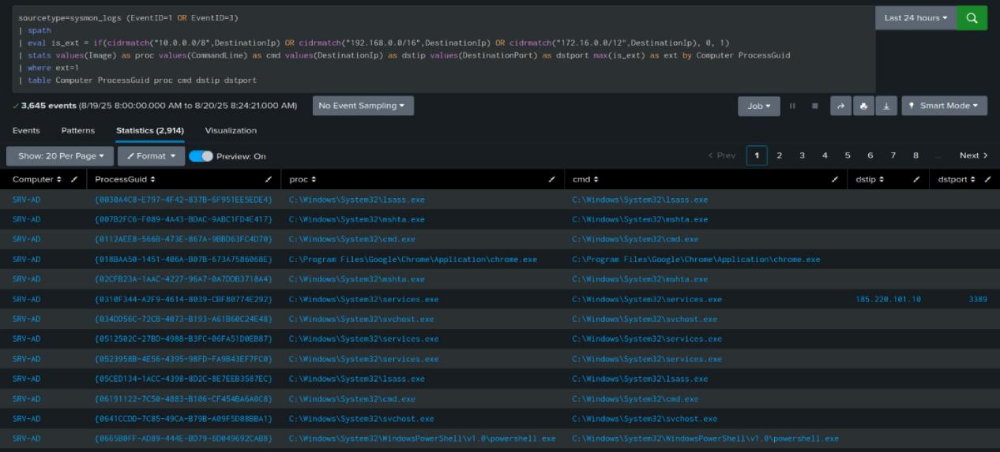 sourcetype=sysmon_logs (EventID=1 OR EventID=3)
| spath
| eval is_ext = if(cidrmatch("10.0.0.0/8",DestinationIp) OR cidrmatch("192.168.0.0/16",DestinationIp) OR cidrmatch("172.16.0.0/12",DestinationIp), 0, 1)
| stats values(Image) as proc values(CommandLine) as cmd values(DestinationIp) as dstip values(DestinationPort) as dstport max(is_ext) as ext by Computer ProcessGuid
| where ext=1
| table Computer ProcessGuid proc cmd dstip dstport
Last 24 hours
3,645 events (8/19/25 8:00:00.000 AM to 8/20/25 8:24:21.000 AM) No Event Sampling Job Smart Mode
Events Patterns Statistics (2,914) Visualization
Show: 20 Per Page Format Preview: On < Prev 1 2 3 4 5 6 7 8 ... Next >
Computer ProcessGuid proc cmd dstip dstport
SRV-AD {0030A4C8-E797-4F42-837B-6F951EE5EDE4} C:\Windows\System32\lsass.exe C:\Windows\System32\lsass.exe
SRV-AD {007B2FC6-F089-4A43-BDAC-9ABC1FD4E417} C:\Windows\System32\mshta.exe C:\Windows\System32\mshta.exe
SRV-AD {0112AEE8-566B-473E-867A-9BBD63FC4D70} C:\Windows\System32\cmd.exe C:\Windows\System32\cmd.exe
SRV-AD {018BAA50-1451-406A-B07B-673A7586068E} C:\Program Files\Google\Chrome\Application\chrome.exe C:\Program Files\Google\Chrome\Application\chrome.exe
SRV-AD {02CFB23A-1AAC-4227-96A7-0A7DDB3718A4} C:\Windows\System32\mshta.exe C:\Windows\System32\mshta.exe
SRV-AD {0310F344-A2F9-4614-8039-CBF80774E292} C:\Windows\System32\services.exe C:\Windows\System32\services.exe 185.220.101.10 3389
SRV-AD {034DD56C-72CB-4073-B193-A61B60C24E48} C:\Windows\System32\svchost.exe C:\Windows\System32\svchost.exe
SRV-AD {0512502C-27BD-4988-B3FC-06FA51D0EB87} C:\Windows\System32\services.exe C:\Windows\System32\services.exe
SRV-AD {0523958B-4E56-4395-98FD-FA9B43EF7FC0} C:\Windows\System32\services.exe C:\Windows\System32\services.exe
SRV-AD {05CED134-1ACC-4398-8D2C-8E7EEB3587EC} C:\Windows\System32\lsass.exe C:\Windows\System32\lsass.exe
SRV-AD {06191122-7C50-4883-B106-CF454BA6A0C8} C:\Windows\System32\cmd.exe C:\Windows\System32\cmd.exe
SRV-AD {0641CCDD-7C85-49CA-B79B-A09F5D88BBA1} C:\Windows\System32\svchost.exe C:\Windows\System32\svchost.exe
SRV-AD {0665B0FF-AD89-444E-BD79-6D049692CAB8} C:\Windows\System32\WindowsPowerShell\v1.0\powershell.exe C:\Windows\System32\WindowsPowerShell\v1.0\powershell.exe